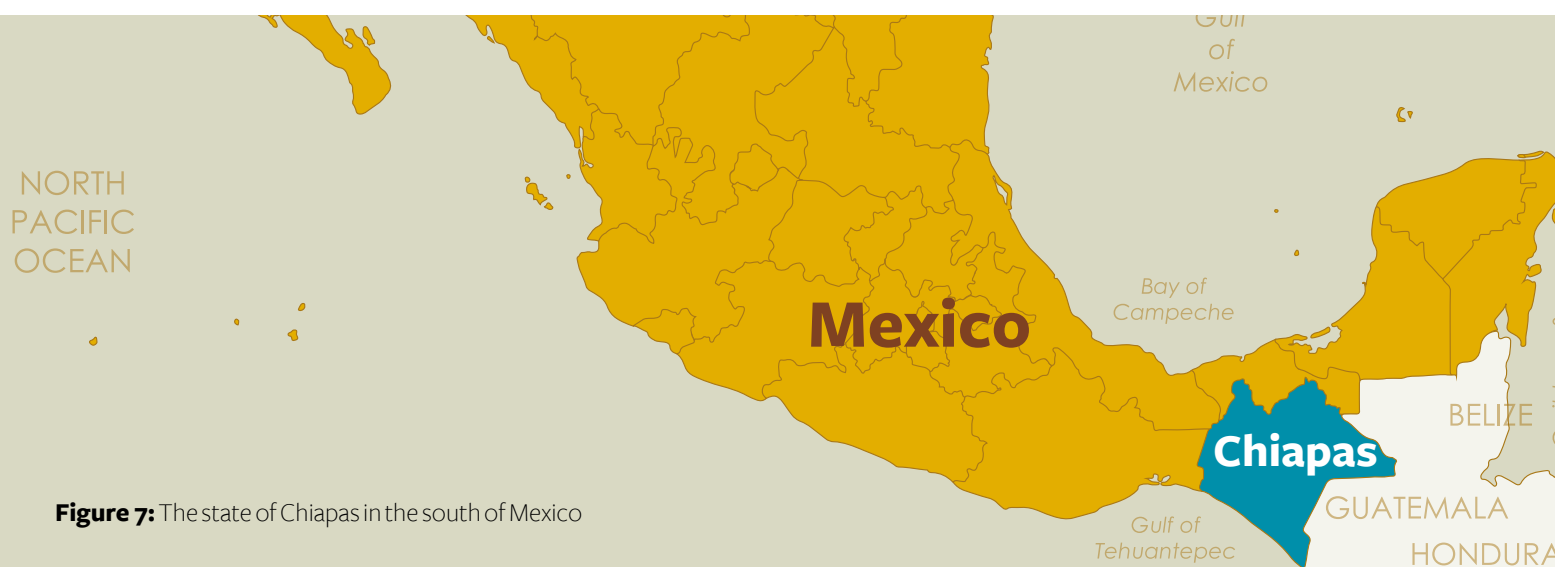 Gulf
of
Mexico
NORTH
PACIFIC
OCEAN
Bay of
Campeche
Mexico
BELIZE
Chiapas
Figure 7: The state of Chiapas in the south of Mexico
GUATEMALA
Gulf of
Tehuantepec
HONDURA